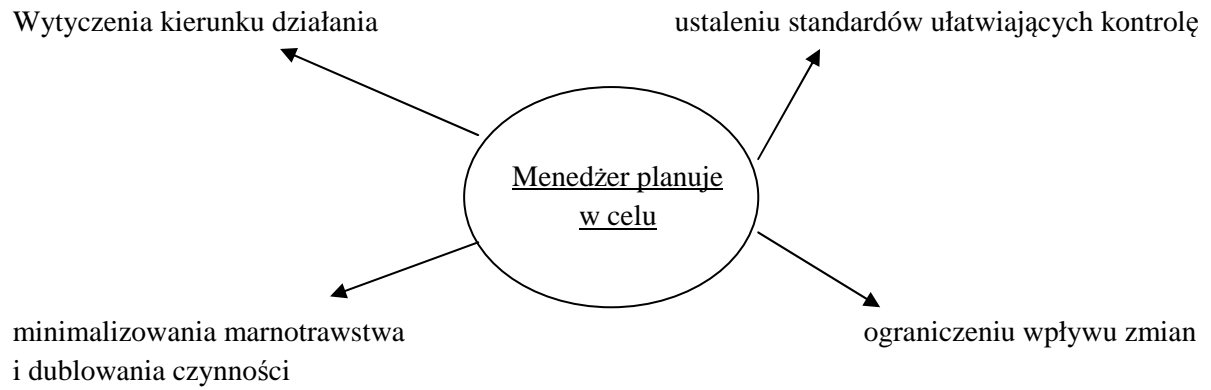 Wytyczenia kierunku działania
ustaleniu standardów ułatwiających kontrolę
Menedżer planuje
w celu
minimalizowania marnotrawstwa
i dublowania czynności
ograniczeniu wpływu zmian